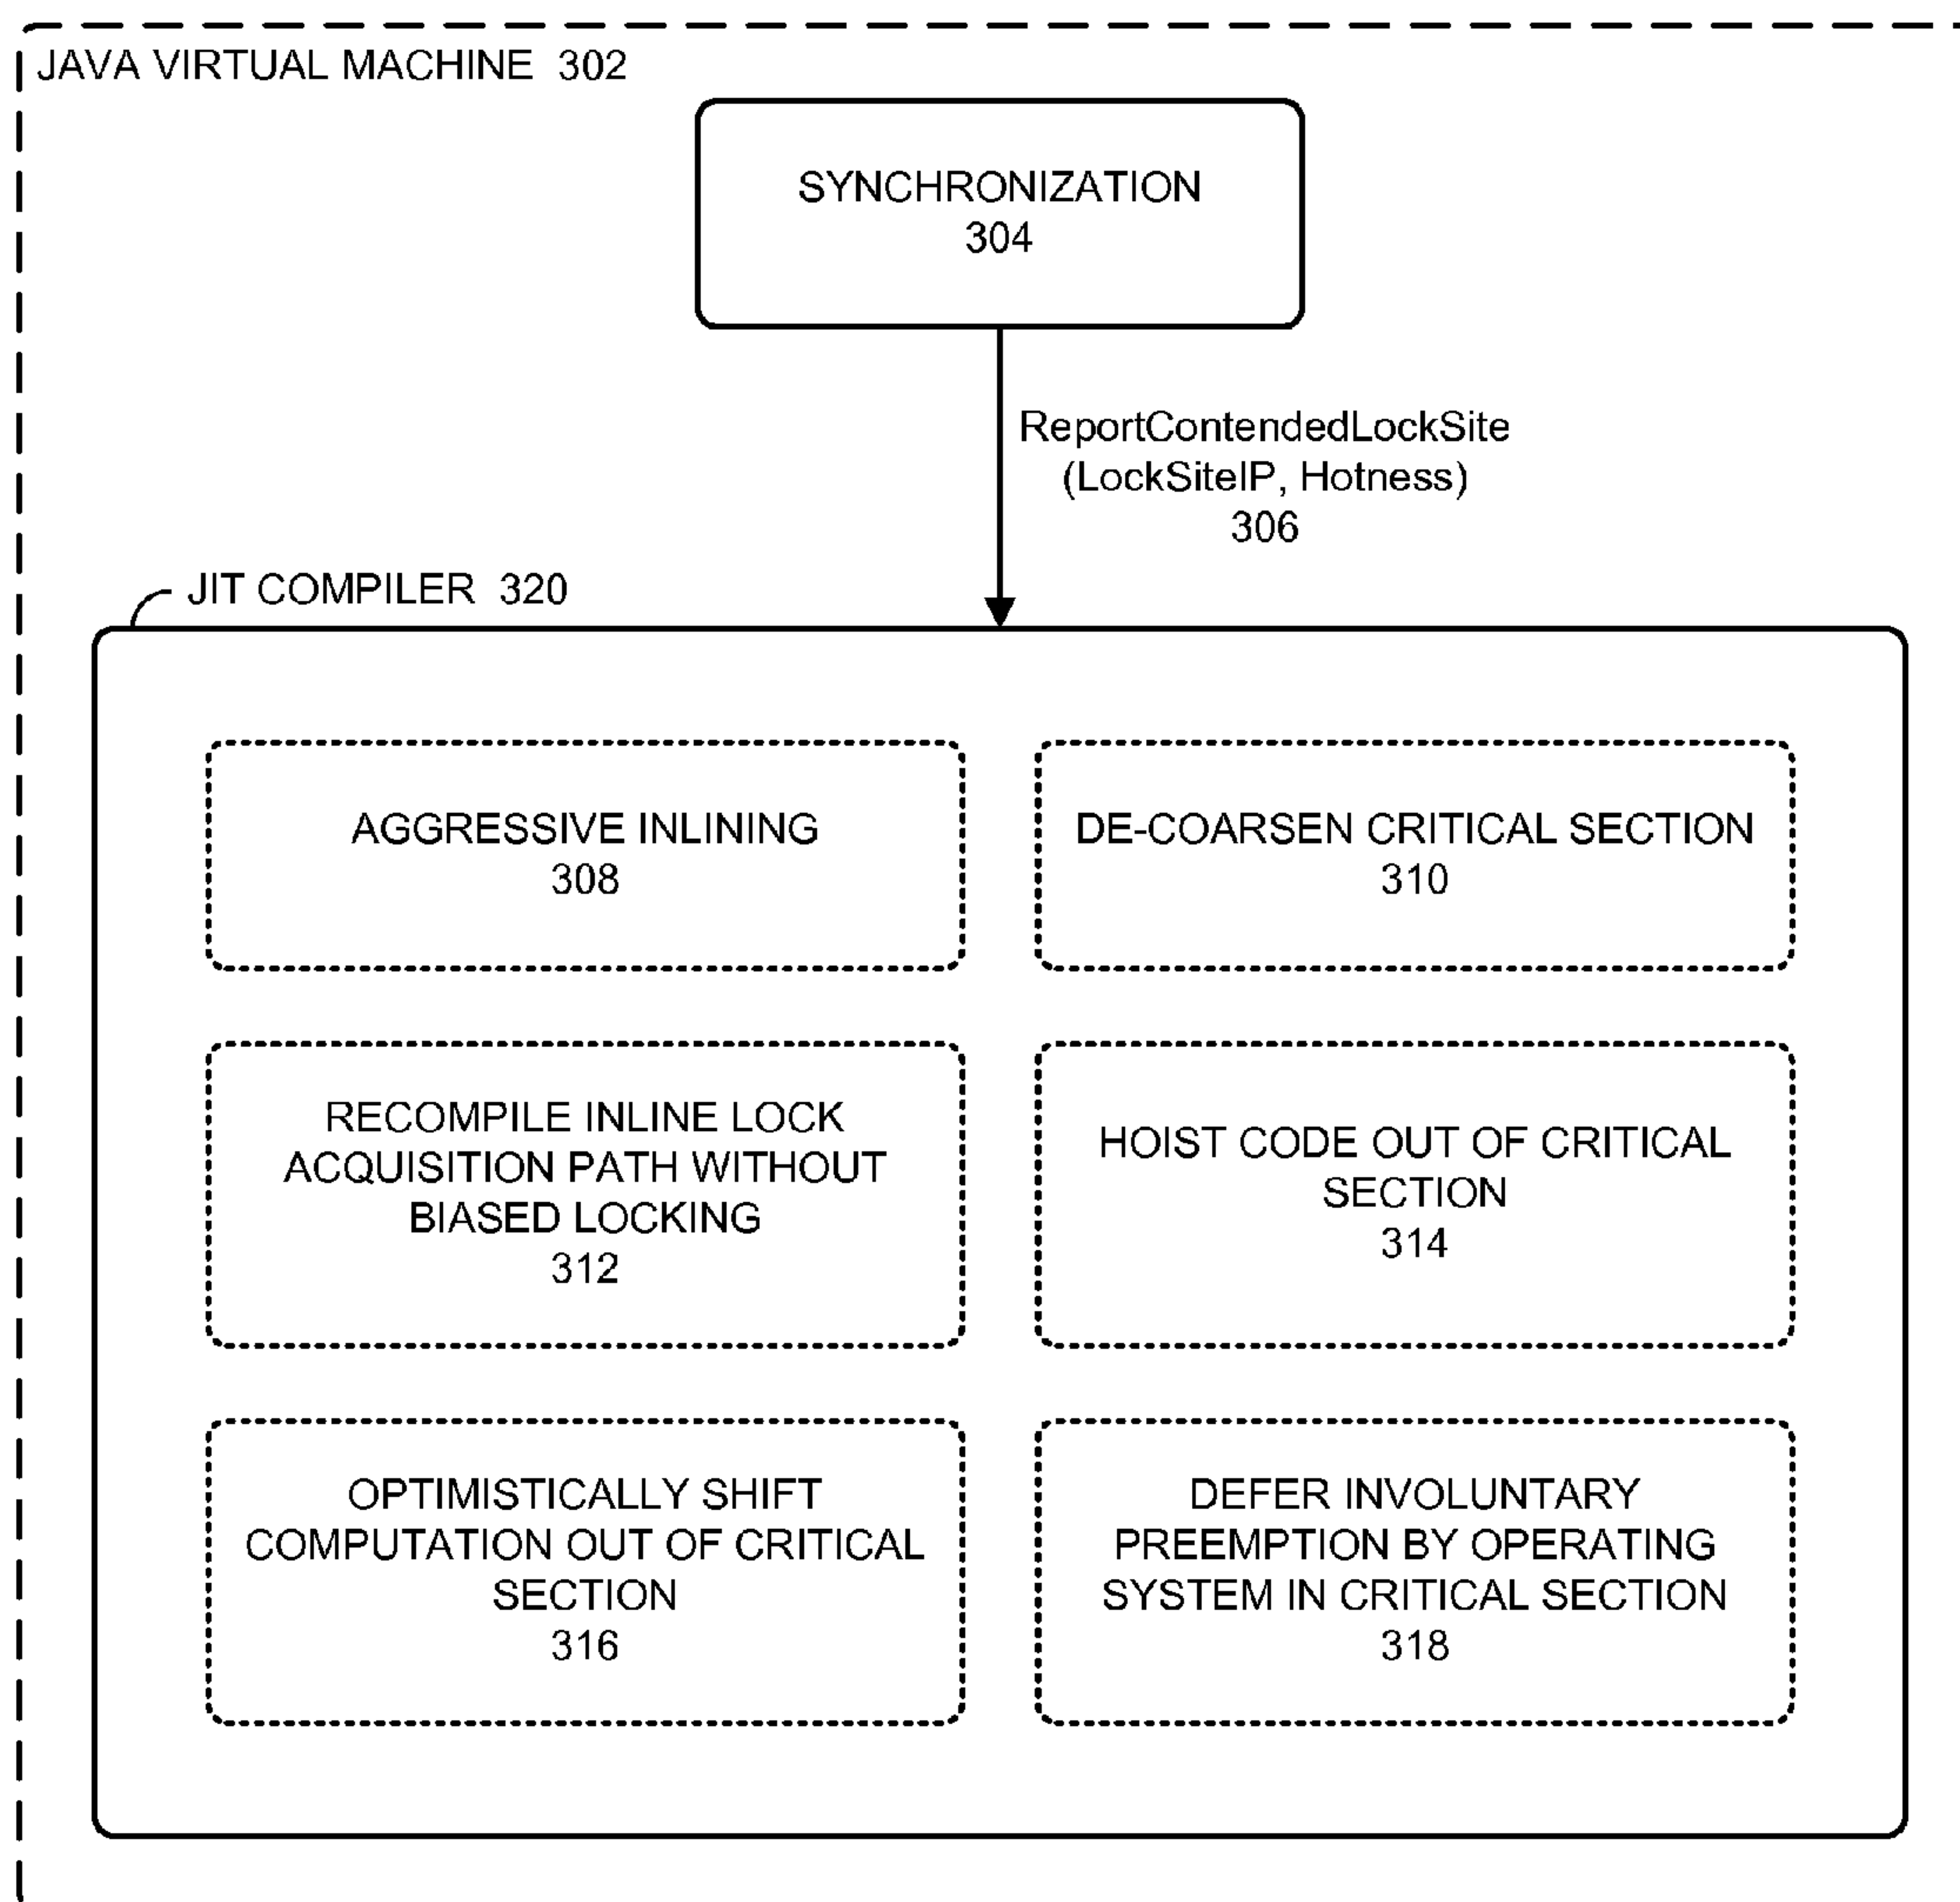 JAVA VIRTUAL MACHINE 302
SYNCHRONIZATION
304
ReportContendedLockSite
(LockSiteIP, Hotness)
306
JIT COMPILER 320
AGGRESSIVE INLINING
308
DE-COARSEN CRITICAL SECTION
310
RECOMPILE INLINE LOCK
ACQUISITION PATH WITHOUT
BIASED LOCKING
312
HOIST CODE OUT OF CRITICAL
SECTION
314
OPTIMISTICALLY SHIFT
COMPUTATION OUT OF CRITICAL
SECTION
316
DEFER INVOLUNTARY
PREEMPTION BY OPERATING
SYSTEM IN CRITICAL SECTION
318